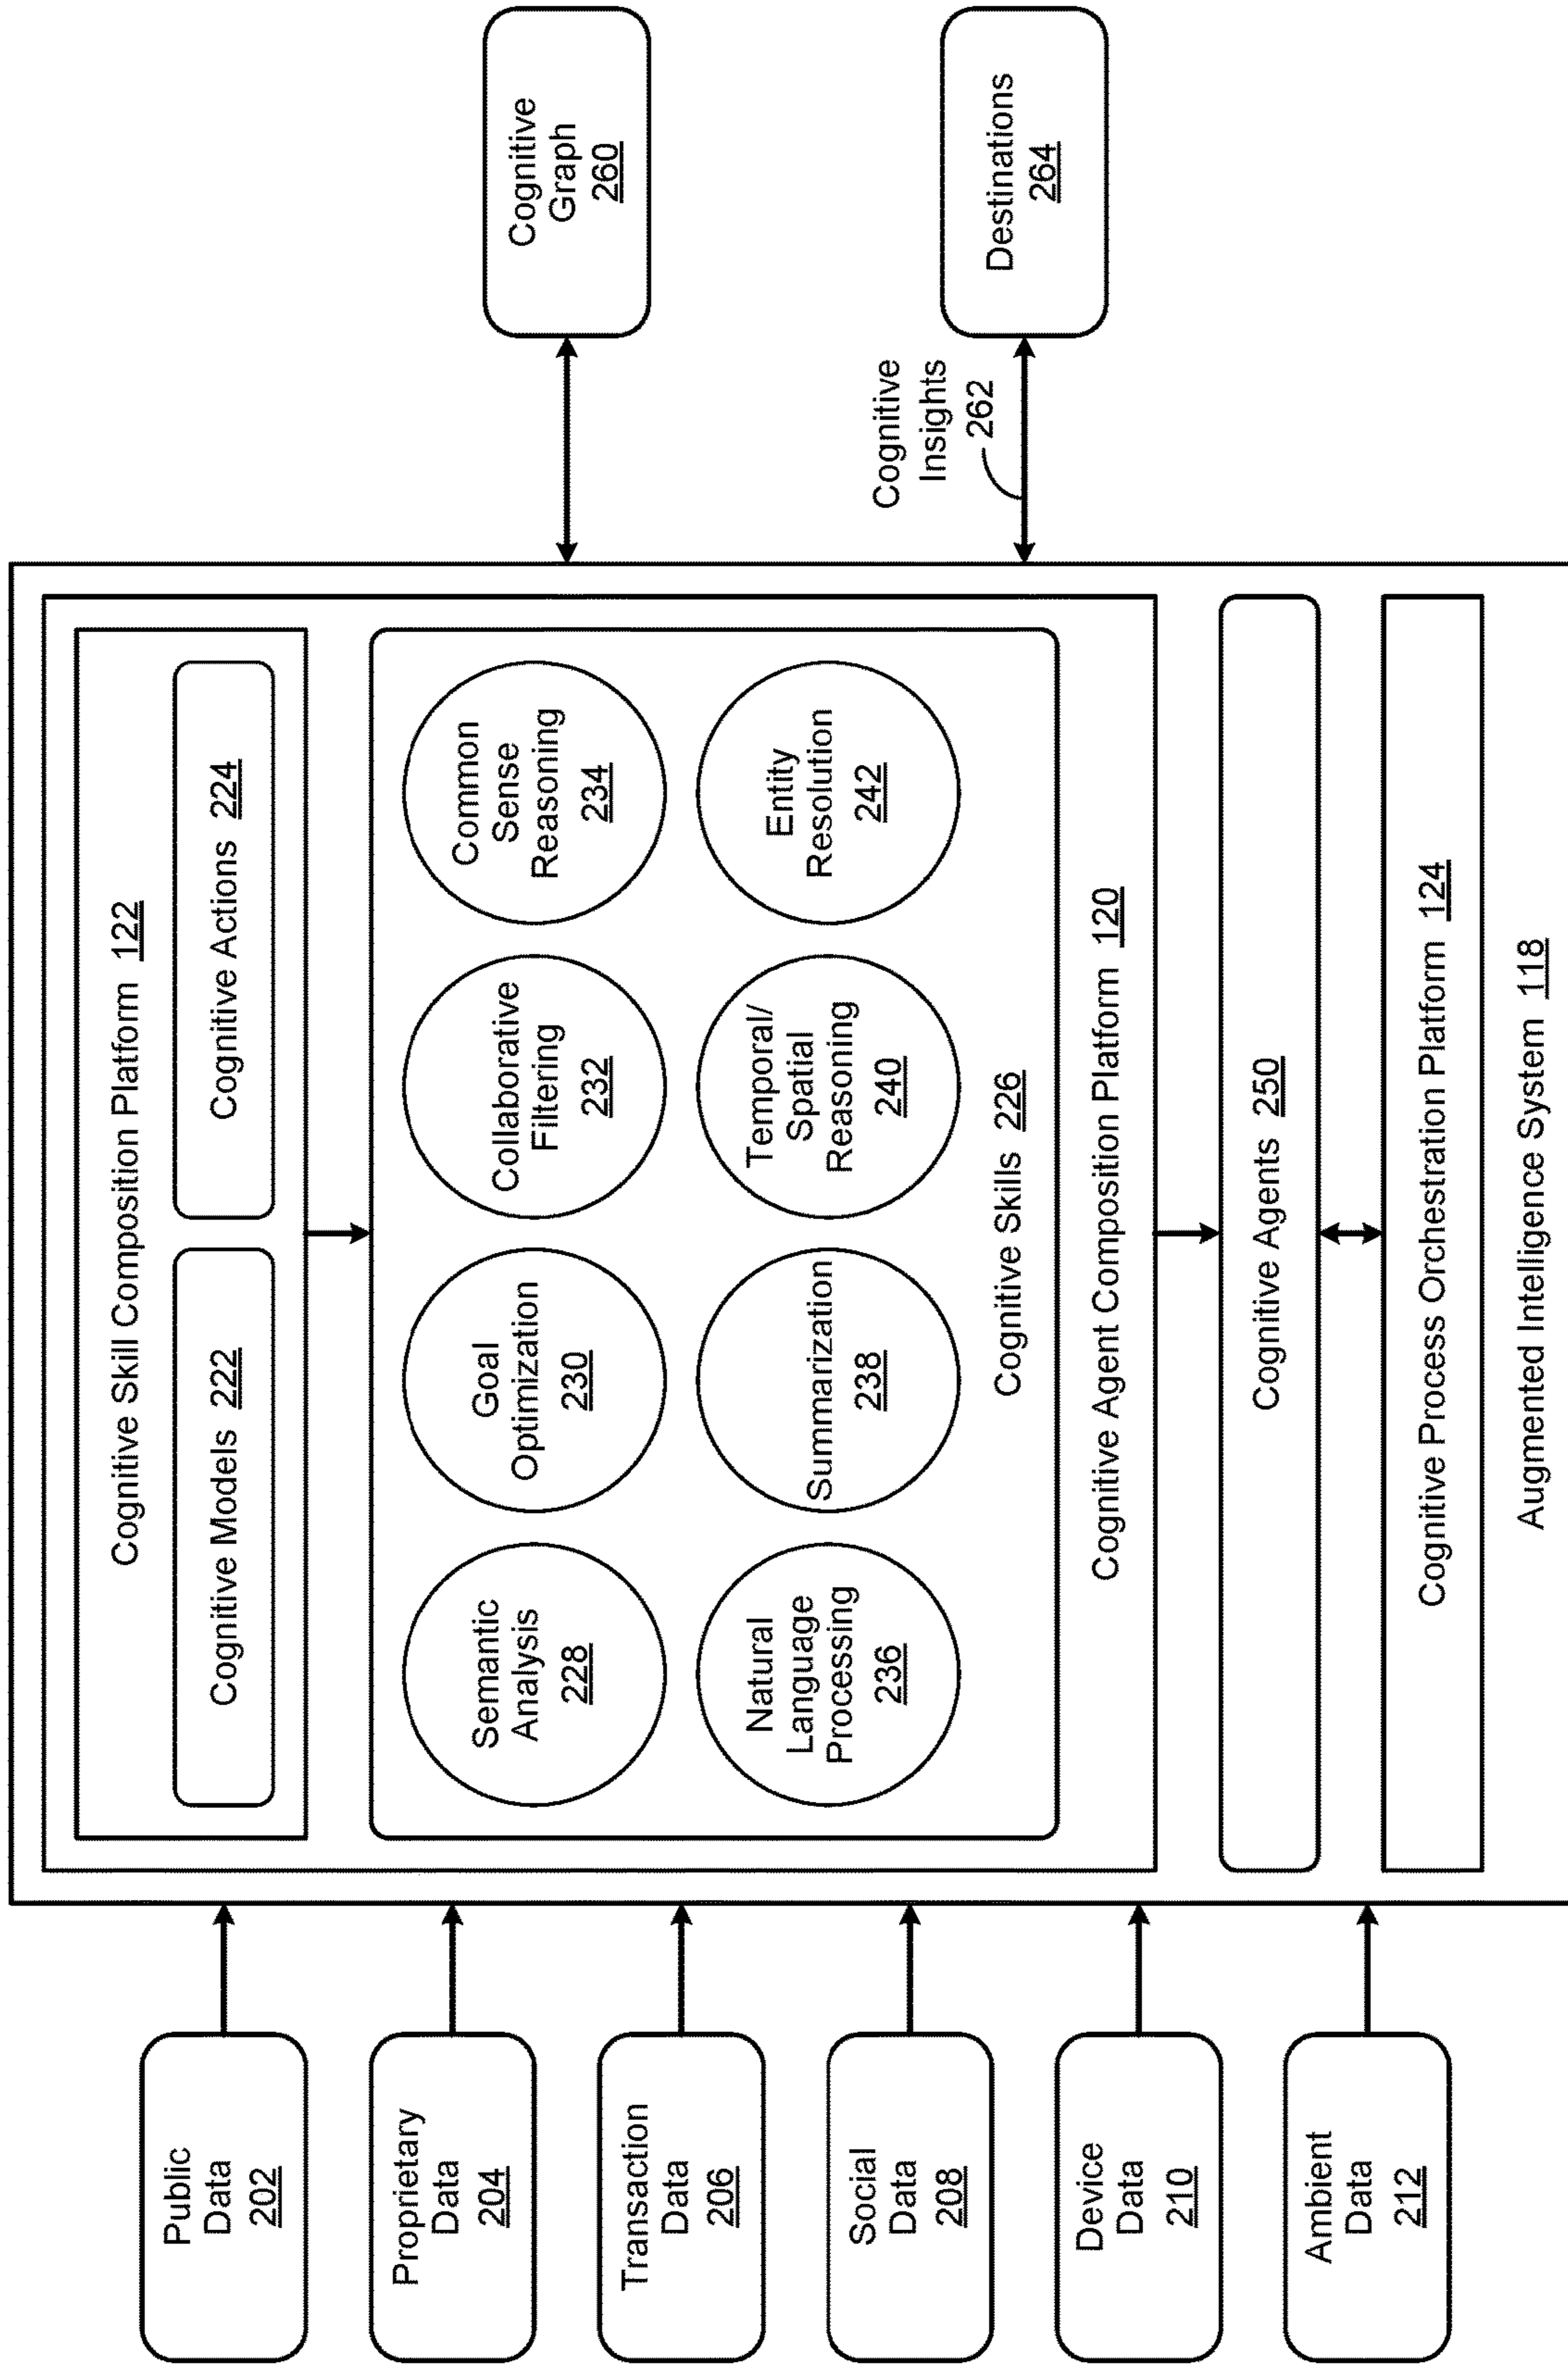 Public
Data
202
Proprietary
Data
204
Transaction
Data
206
Social
Data
208
Device
Data
210
Ambient
Data
212
Cognitive Skill Composition Platform 122
Cognitive Models 222
Cognitive Actions 224
Semantic
Analysis
228
Goal
Optimization
230
Collaborative
Filtering
232
Common
Sense
Reasoning
234
Natural
Language
Processing
236
Summarization
238
Temporal/
Spatial
Reasoning
240
Entity
Resolution
242
Cognitive Skills 226
Cognitive Agent Composition Platform 120
Cognitive Agents 250
Cognitive Process Orchestration Platform 124
Augmented Intelligence System 118
Cognitive
Graph
260
Cognitive
Insights
262
Destinations
264